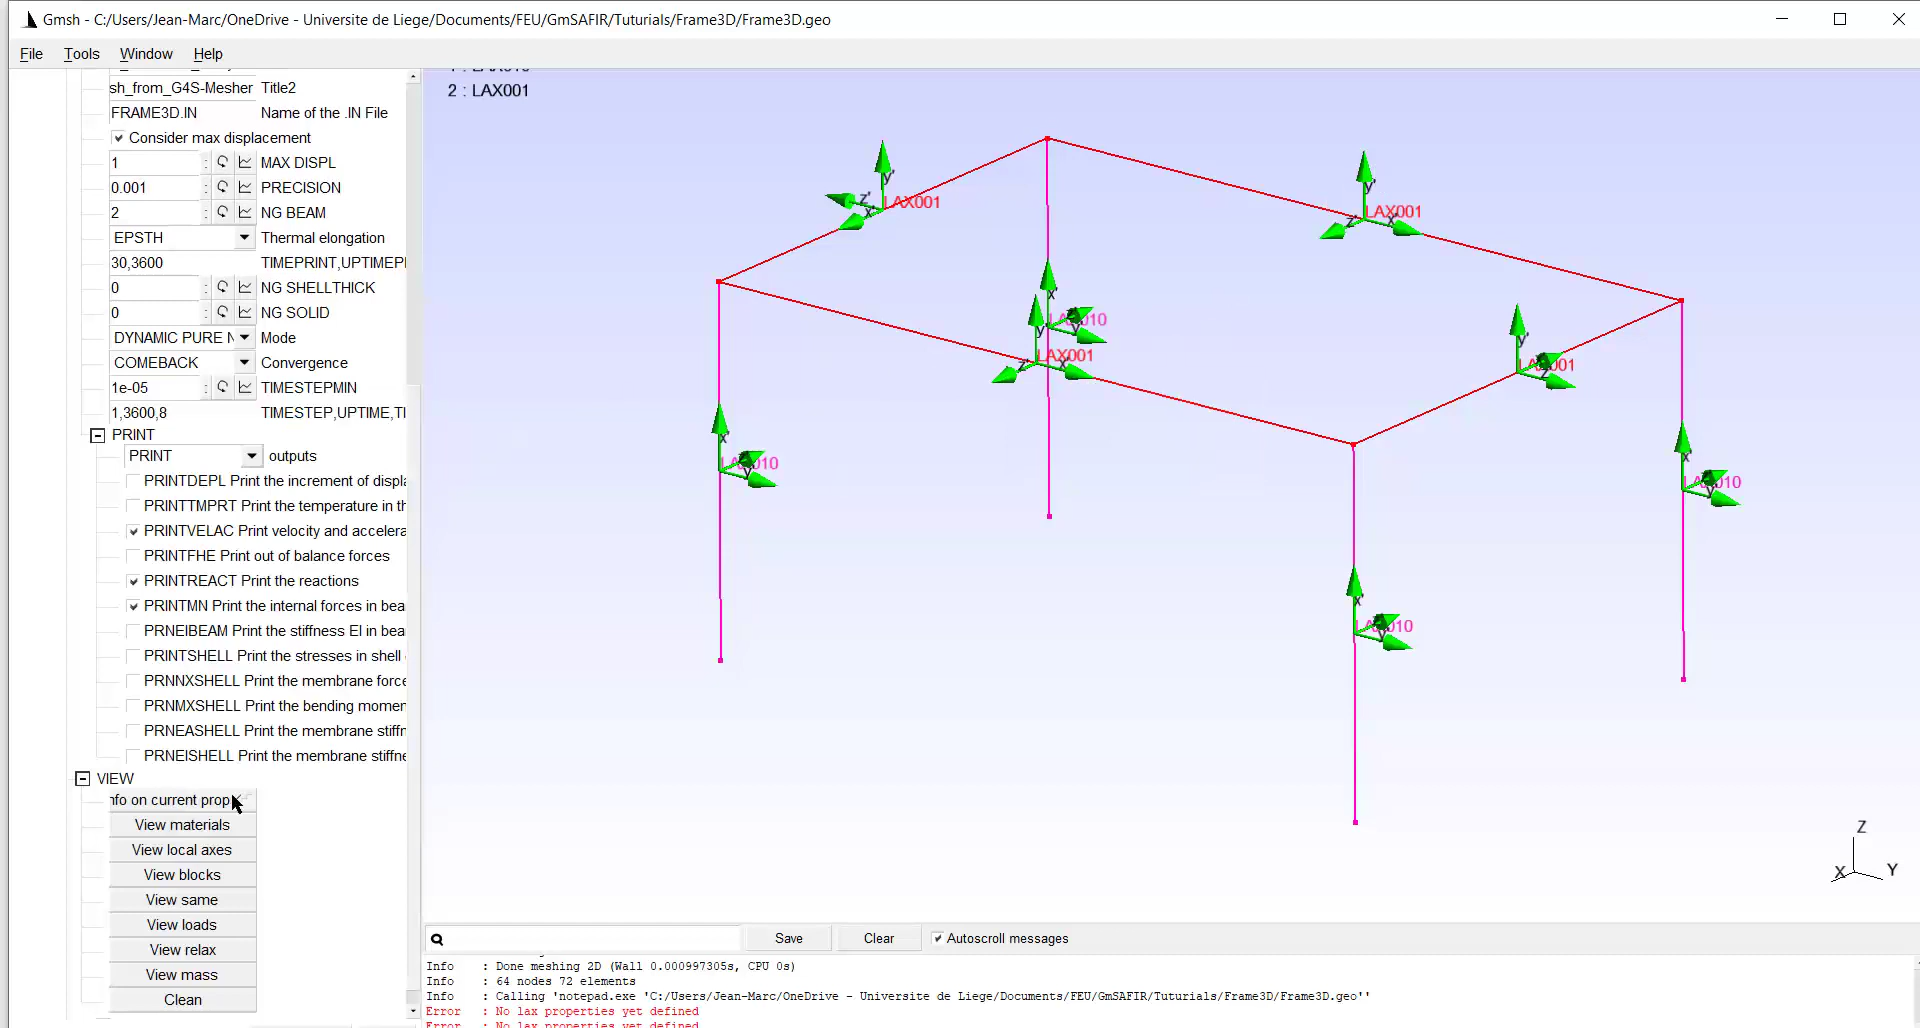 Gmsh - C:/Users/Jean-Marc/OneDrive - Universite de Liege/Documents/FEU/GmSAFIR/Tuturials/Frame3D/Frame3D.geo
File Tools Window Help
sh_from_G4S-Mesher Title2
FRAME3D.IN Name of the .IN File
Consider max displacement
1 : MAX DISPL
0.001 : PRECISION
2 : NG BEAM
EPSTH Thermal elongation
30,3600 TIMEPRINT,UPTIMEP
0 : NG SHELLTHICK
0 : NG SOLID
DYNAMIC PURE N Mode
COMEBACK Convergence
1e-05 : TIMESTEPMIN
1,3600,8 TIMESTEP,UPTIME,TI
PRINT
PRINT outputs
PRINTDEPL Print the increment of displa
PRINTTMPRT Print the temperature in th
PRINTVELAC Print velocity and accelera
PRINTFHE Print out of balance forces
PRINTREACT Print the reactions
PRINTMN Print the internal forces in bea
PRNEIBEAM Print the stiffness EI in bea
PRINTSHELL Print the stresses in shell
PRNNXSHELL Print the membrane force
PRNMXSHELL Print the bending momen
PRNEASHELL Print the membrane stiffn
PRNEISHELL Print the membrane stiffne
VIEW
nfo on current prop
View materials
View local axes
View blocks
View same
View loads
View relax
View mass
Clean
2 : LAX001
y' z' x' LAX001
y' z' x' LAX001
x'
y' z' x' LAX001
y'
x'
x'
x'
Z
X Y
Save Clear Autoscroll messages
Info : Done meshing 2D (Wall 0.000997305s, CPU 0s)
Info : 64 nodes 72 elements
Info : Calling 'notepad.exe 'C:/Users/Jean-Marc/OneDrive - Universite de Liege/Documents/FEU/GmSAFIR/Tuturials/Frame3D/Frame3D.geo''
Error : No lax properties yet defined
Error : No lax properties yet defined